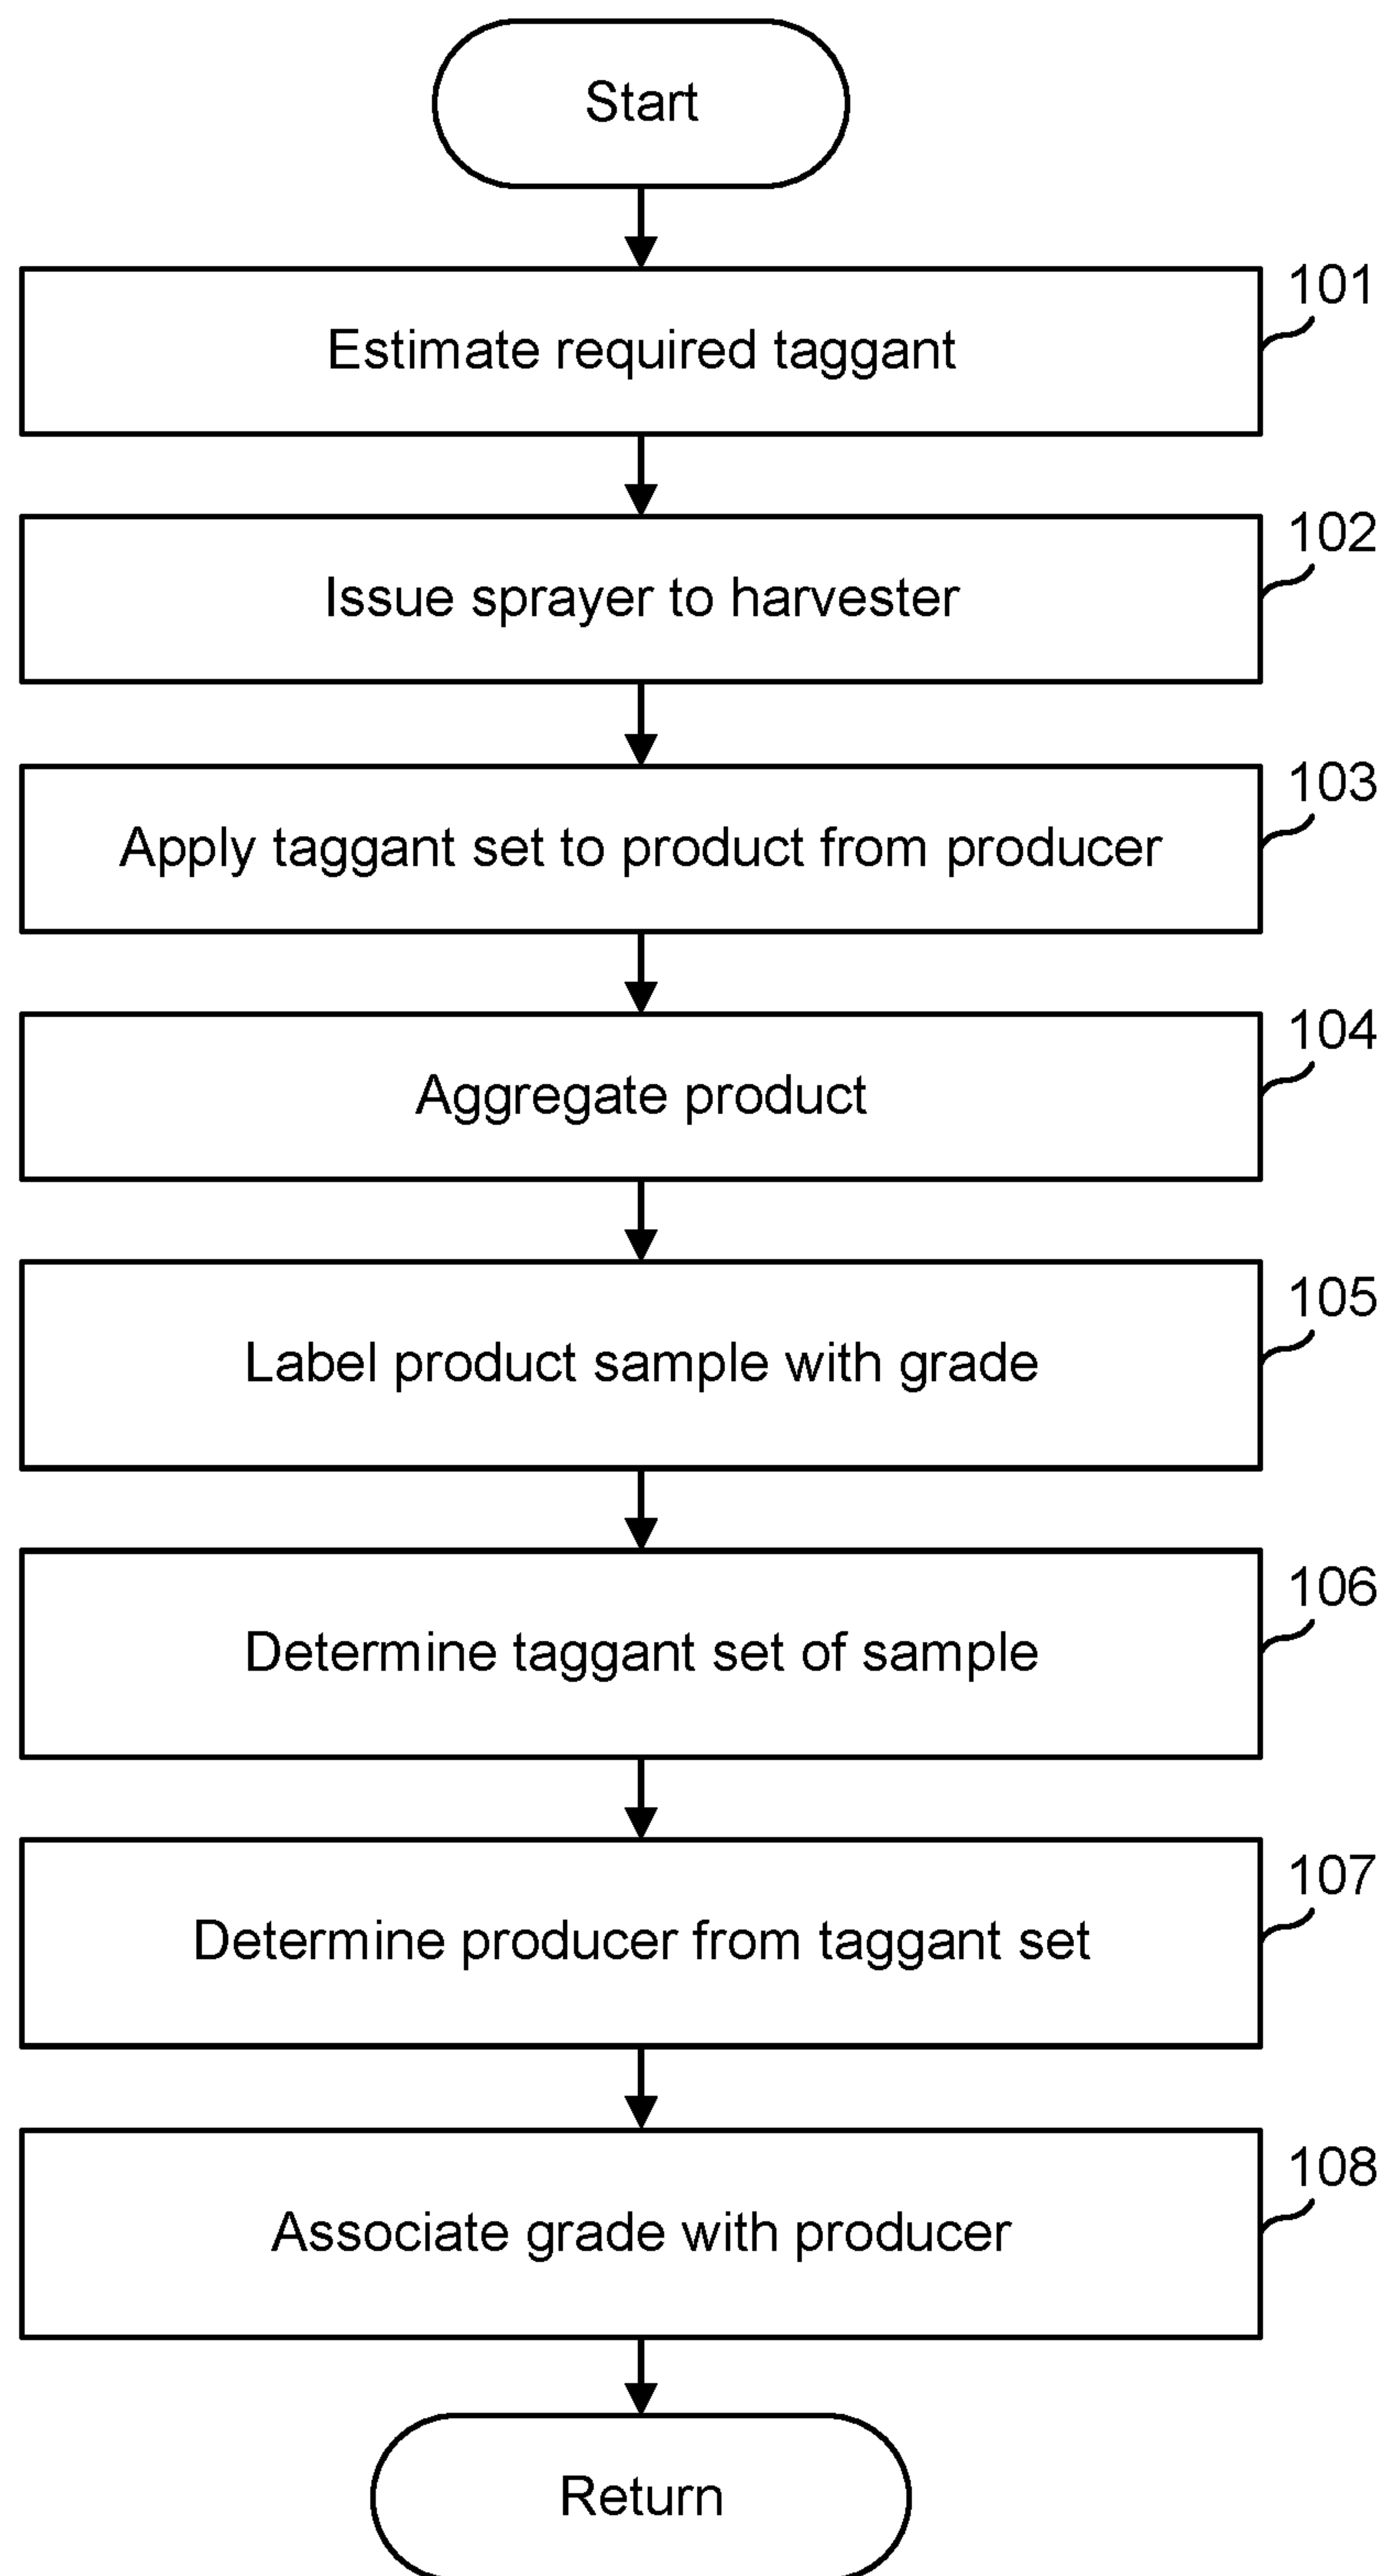 Start
101
Estimate required taggant
102
Issue sprayer to harvester
103
Apply taggant set to product from producer
104
Aggregate product
105
Label product sample with grade
106
Determine taggant set of sample
107
Determine producer from taggant set
108
Associate grade with producer
Return